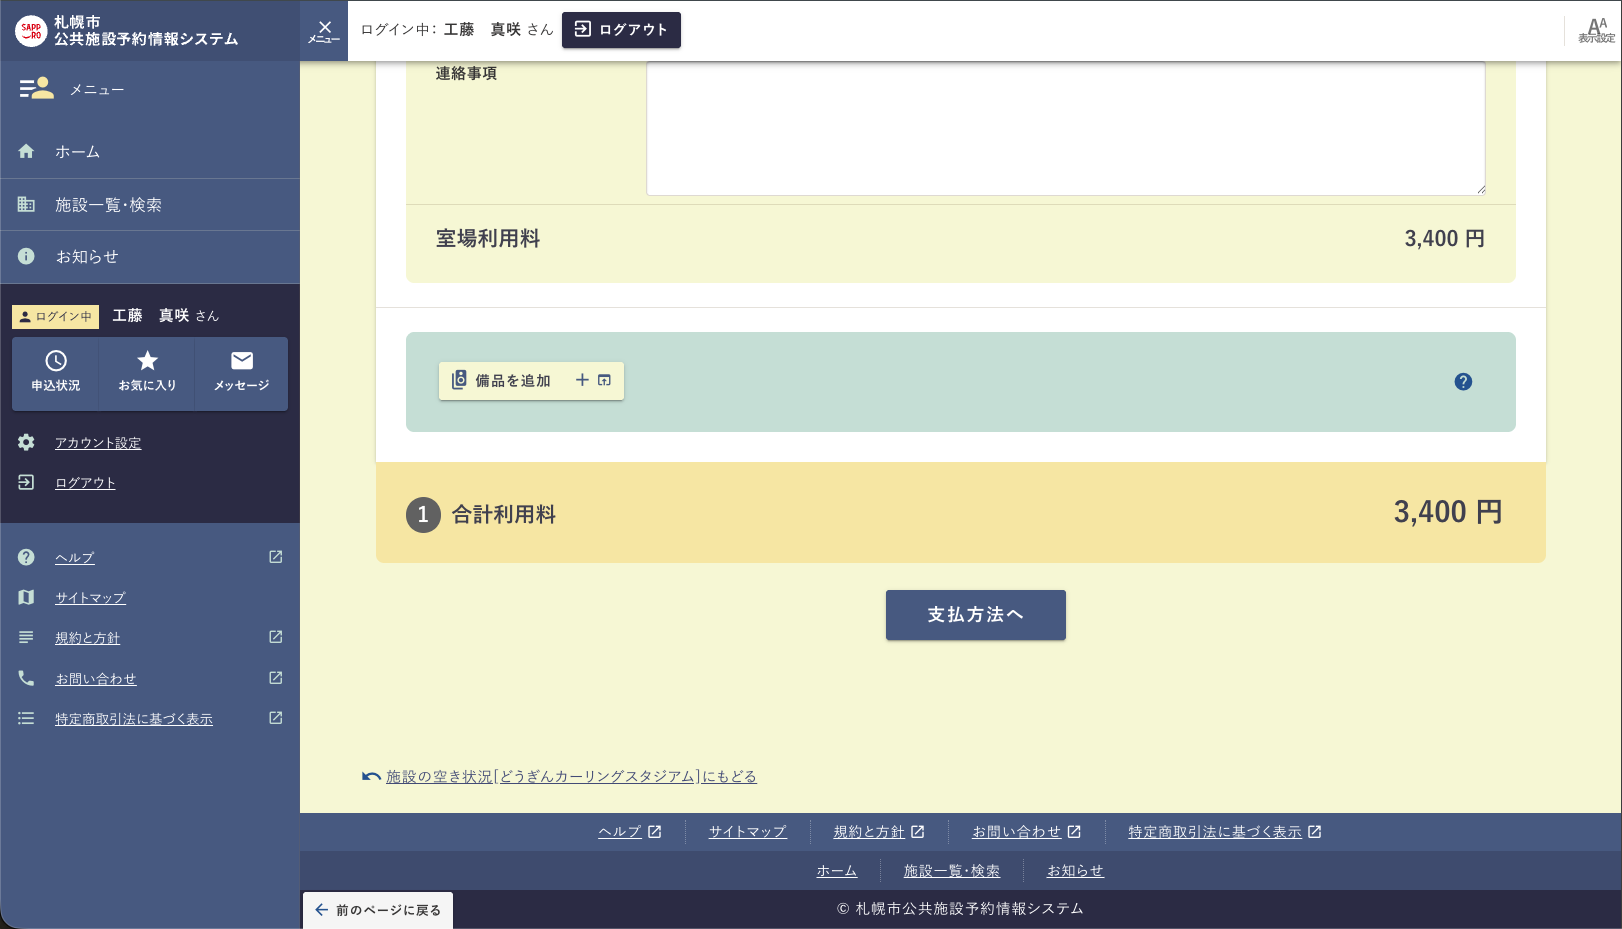 SAPP
RO
札幌市
公共施設予約情報システム
メニュー
ログイン中: 工藤　真咲 さん
ログアウト
AA
表示設定
メニュー
ホーム
施設一覧・検索
お知らせ
ログイン中
工藤　真咲 さん
申込状況
お気に入り
メッセージ
アカウント設定
ログアウト
ヘルプ
サイトマップ
規約と方針
お問い合わせ
特定商取引法に基づく表示
連絡事項
室場利用料
3,400 円
備品を追加
1 合計利用料
3,400 円
支払方法へ
施設の空き状況[どうぎんカーリングスタジアム]にもどる
ヘルプ
サイトマップ
規約と方針
お問い合わせ
特定商取引法に基づく表示
ホーム
施設一覧・検索
お知らせ
前のページに戻る
© 札幌市公共施設予約情報システム